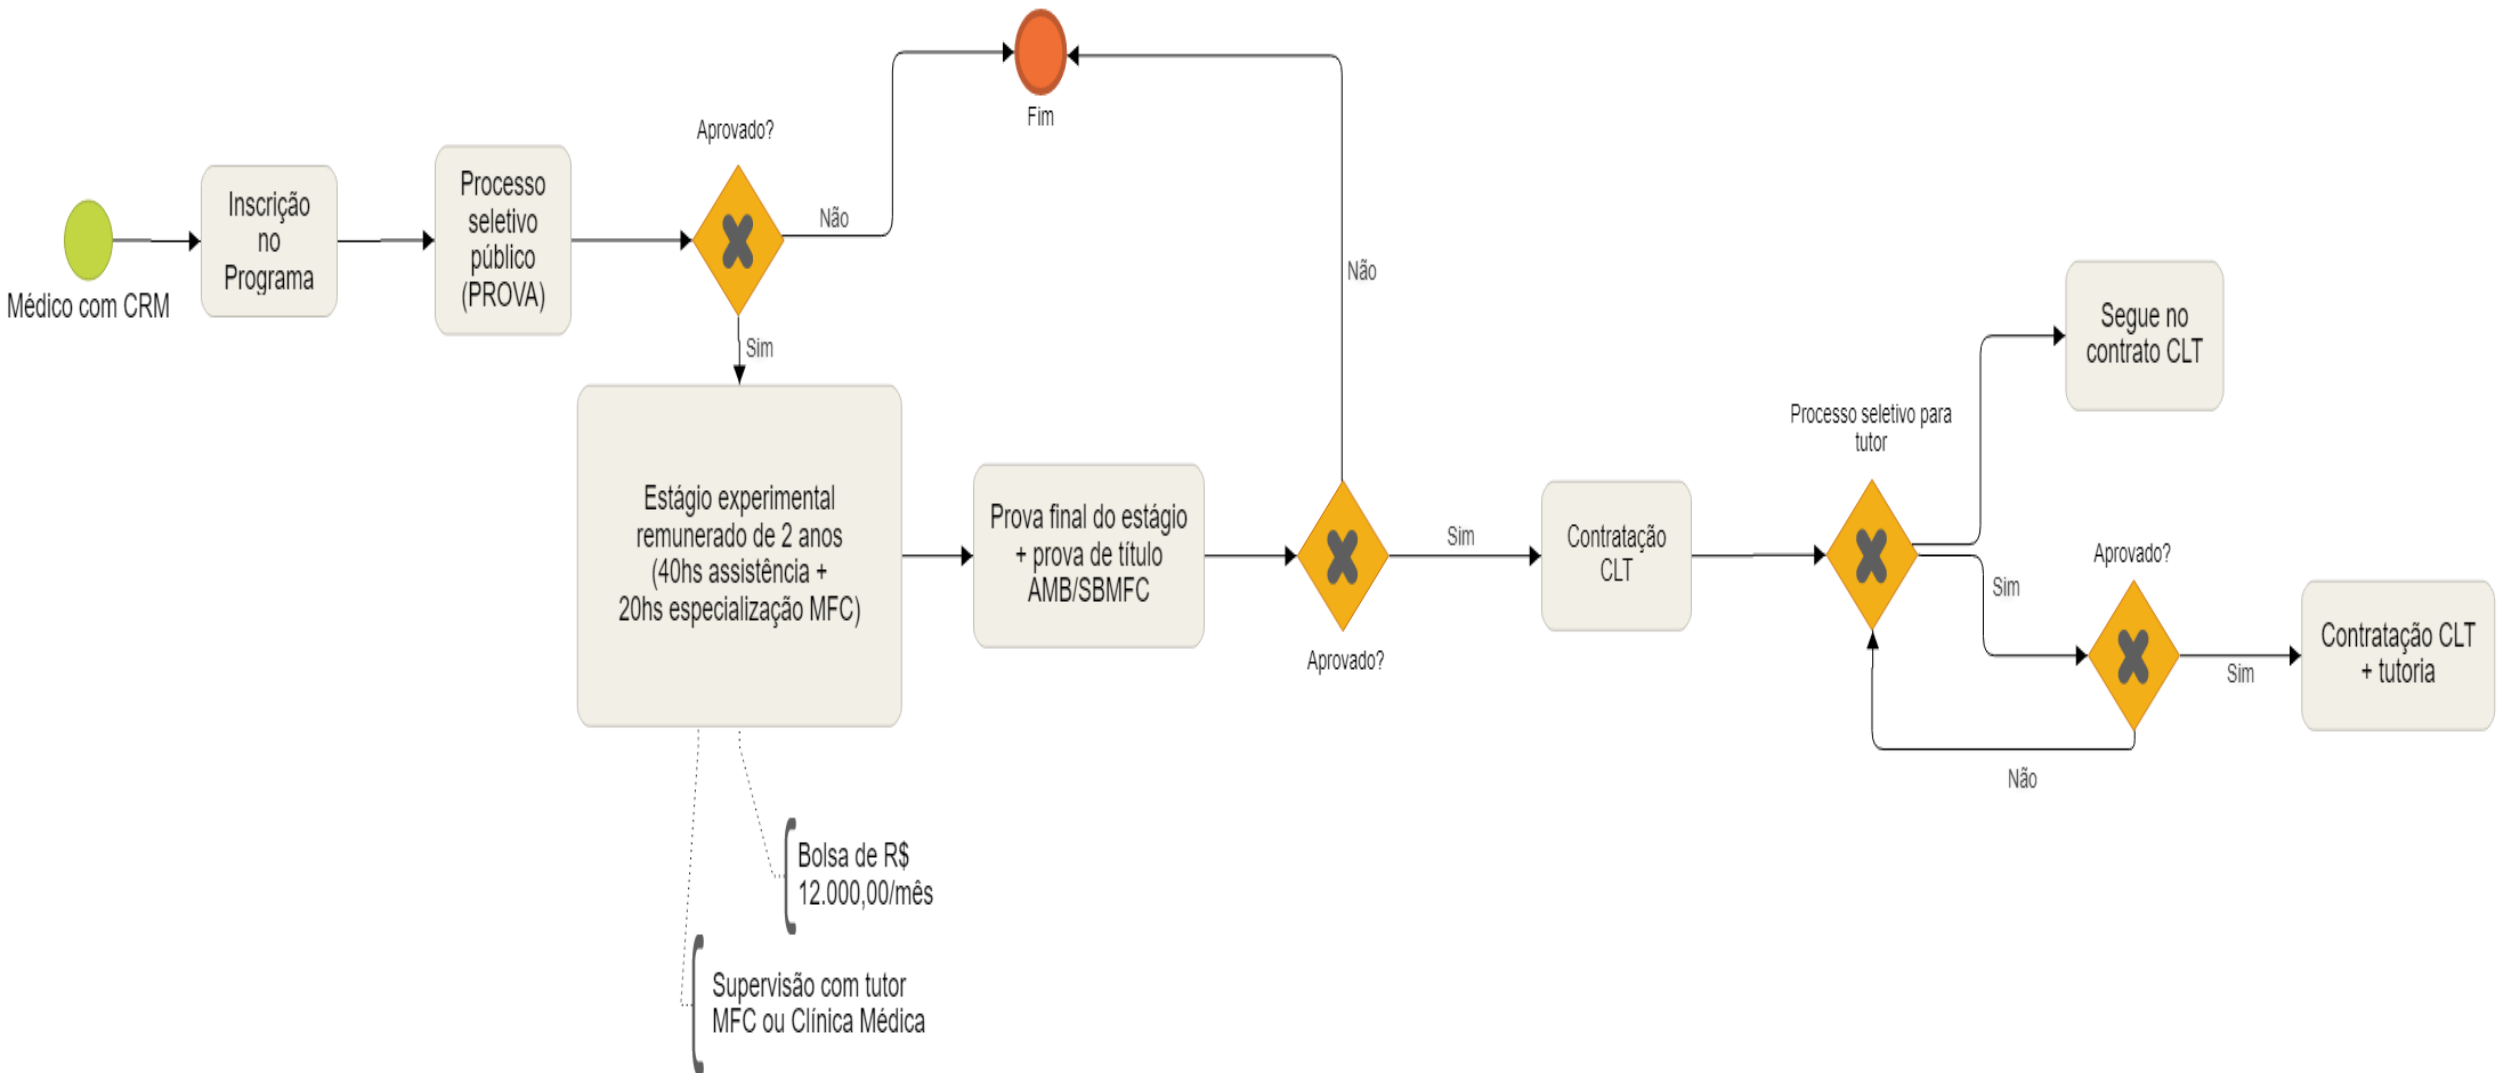 Médico com CRM
Inscrição
no
Programa
Processo
seletivo
público
(PROVA)
Aprovado?
Não
Sim
Fim
Estágio experimental
remunerado de 2 anos
(40hs assistência +
20hs especialização MFC)
Bolsa de R$
12.000,00/mês
Supervisão com tutor
MFC ou Clínica Médica
Prova final do estágio
+ prova de título
AMB/SBMFC
Aprovado?
Não
Sim
Contratação
CLT
Processo seletivo para
tutor
Segue no
contrato CLT
Sim
Aprovado?
Não
Sim
Contratação CLT
+ tutoria